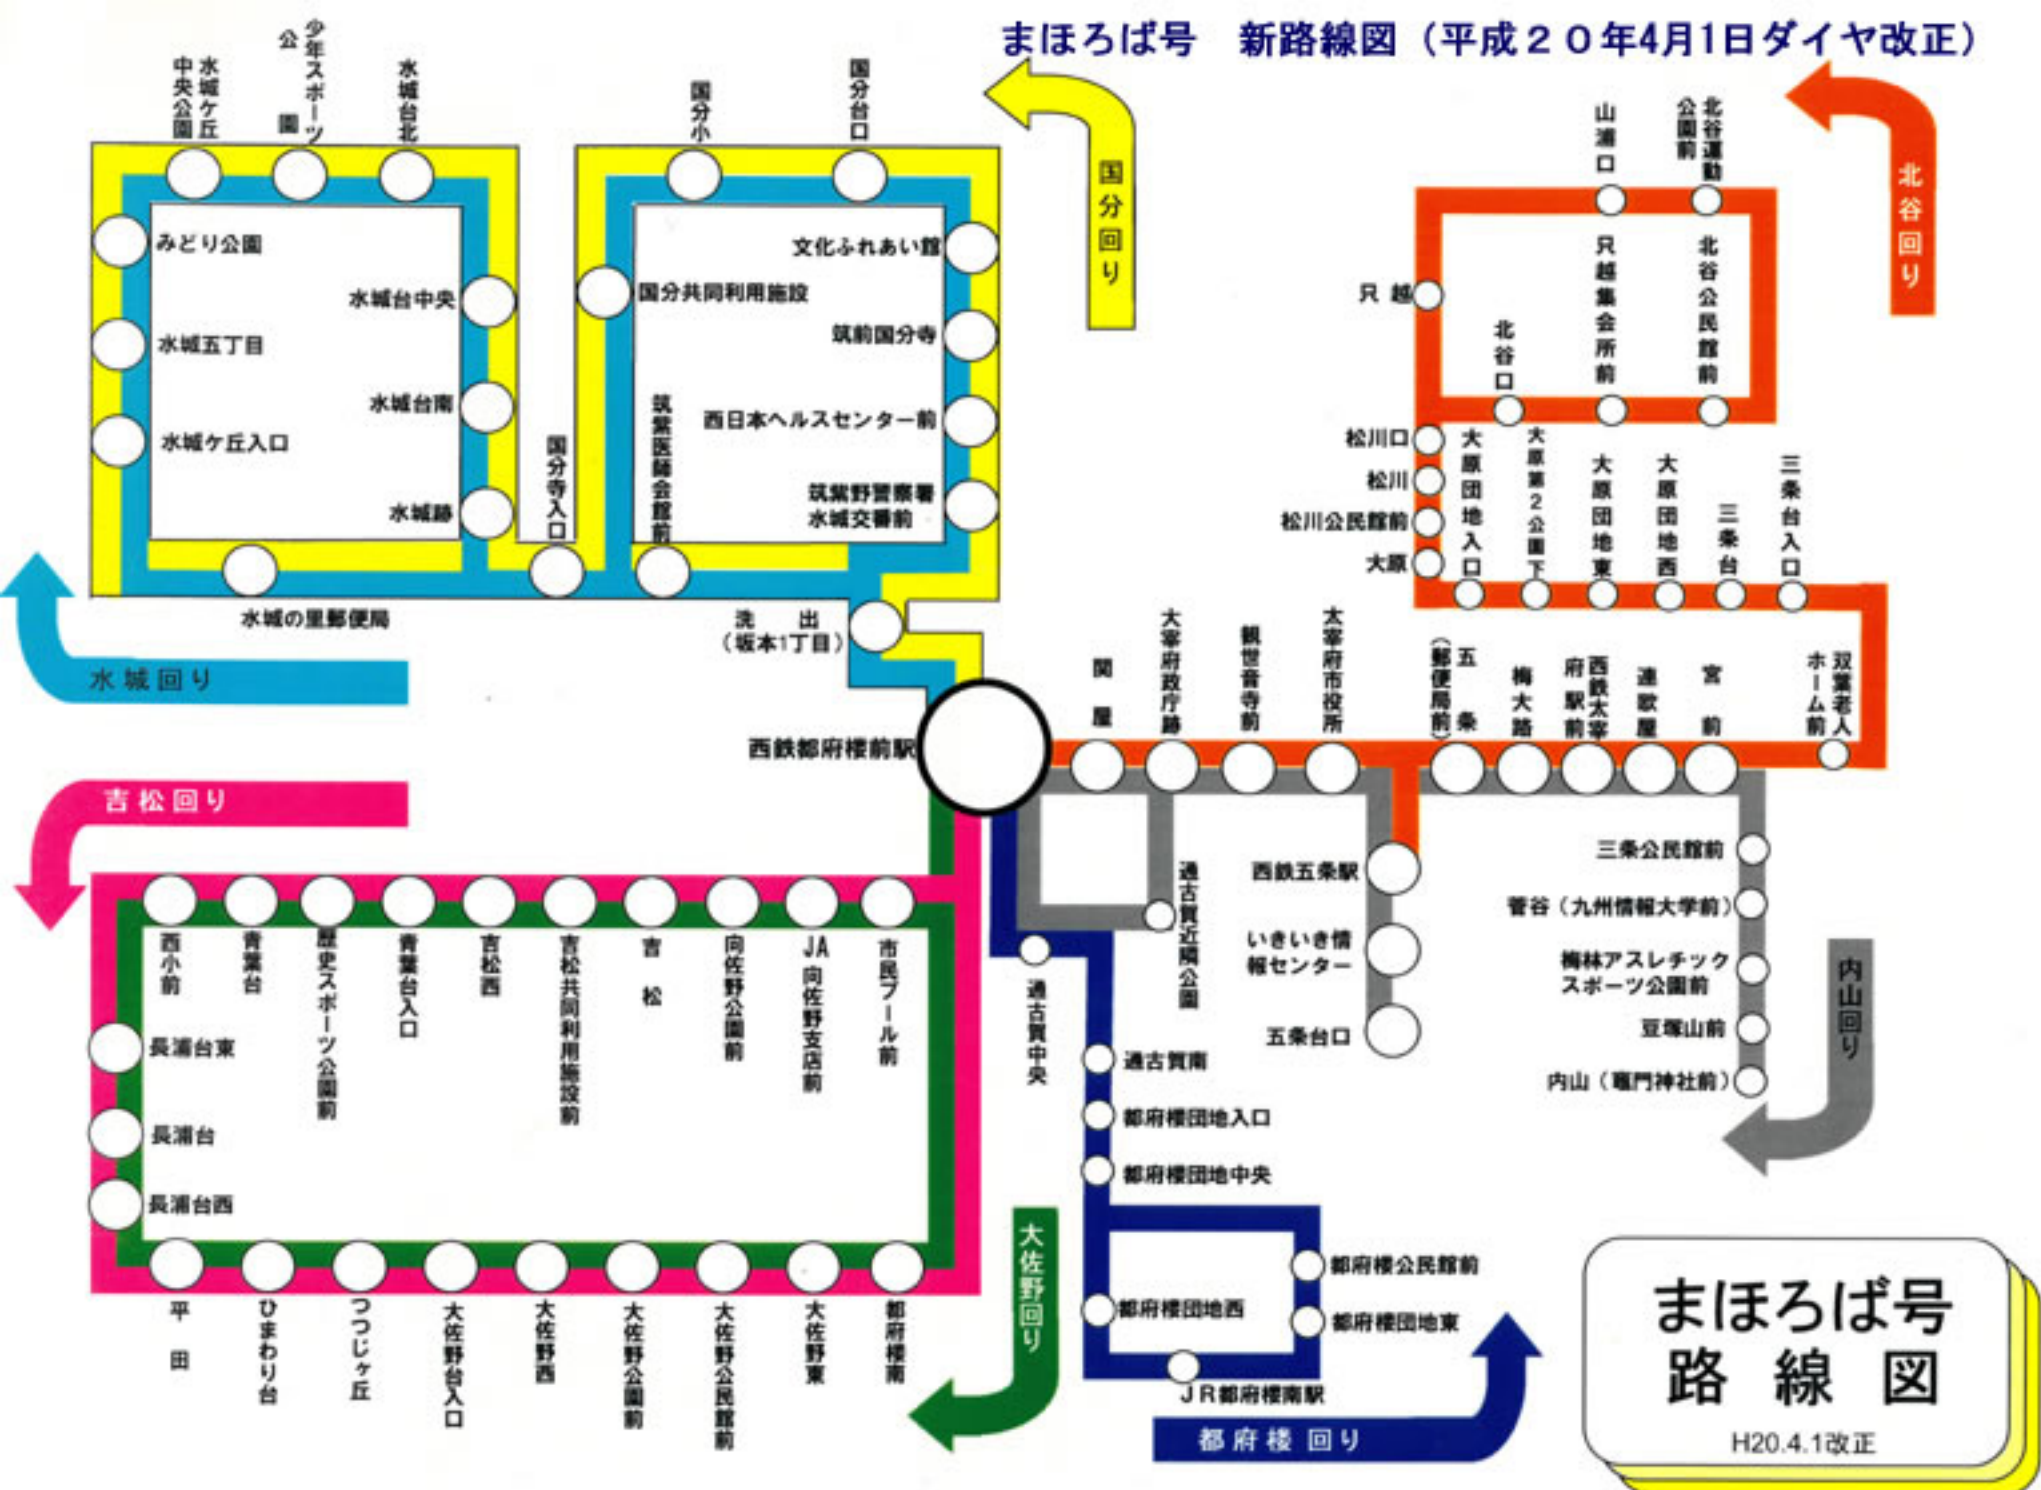 まほろば号　新路線図（平成２０年4月1日ダイヤ改正）
水城ケ丘
中央公園
少年スポーツ
公園
水城台北
国分小
国分台口
国分回り
山浦口
北谷運動
公園前
北谷回り
みどり公園
水城台中央
水城五丁目
水城台南
水城ケ丘入口
水城跡
国分寺入口
水城の里郵便局
国分共同利用施設
文化ふれあい館
筑前国分寺
西日本ヘルスセンター前
筑紫野警察署
水城交番前
筑紫医師会館前
洗出
（坂本1丁目）
水城回り
只越
北谷口
只越集会所前
北谷公民館前
松川口
松川
松川公民館前
大原
大原団地入口
大原第2公園下
大原団地東
大原団地西
三条台
三条台入口
西鉄都府楼前駅
関屋
大宰府政庁跡
観世音寺前
太宰府市役所
五条
（郵便局前）
梅大路
西鉄太宰
府駅前
連歌屋
宮前
双葉老人
ホーム前
吉松回り
西小前
青葉台
歴史スポーツ公園前
青葉台入口
吉松西
吉松共同利用施設前
吉松
向佐野公園前
JA向佐野支店前
市民プール前
長浦台東
長浦台
長浦台西
平田
ひまわり台
つつじヶ丘
大佐野台入口
大佐野西
大佐野公園前
大佐野公民館前
大佐野東
都府楼南
大佐野回り
通古賀近隣公園
通古賀中央
通古賀南
都府楼団地入口
都府楼団地中央
都府楼公民館前
都府楼団地西
都府楼団地東
ＪＲ都府楼南駅
都府楼回り
西鉄五条駅
いきいき情
報センター
五条台口
三条公民館前
菅谷（九州情報大学前）
梅林アスレチック
スポーツ公園前
豆塚山前
内山（竈門神社前）
内山回り
まほろば号
路線図
H20.4.1改正